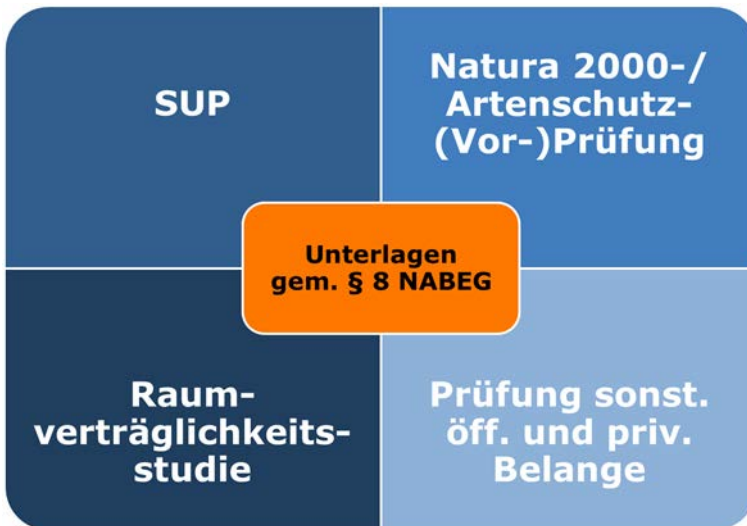 SUP
Natura 2000-/
Artenschutz-
(Vor-)Prüfung
Unterlagen
gem. § 8 NABEG
Raum-
verträglichkeits-
studie
Prüfung sonst.
öff. und priv.
Belange